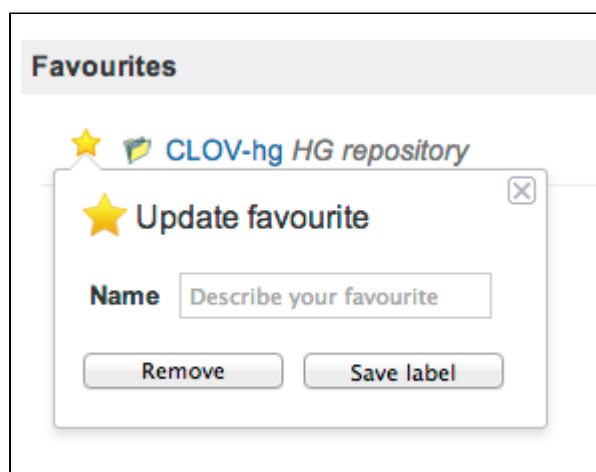 Favourites
CLOV-hg HG repository
Update favourite
Name Describe your favourite
Remove Save label